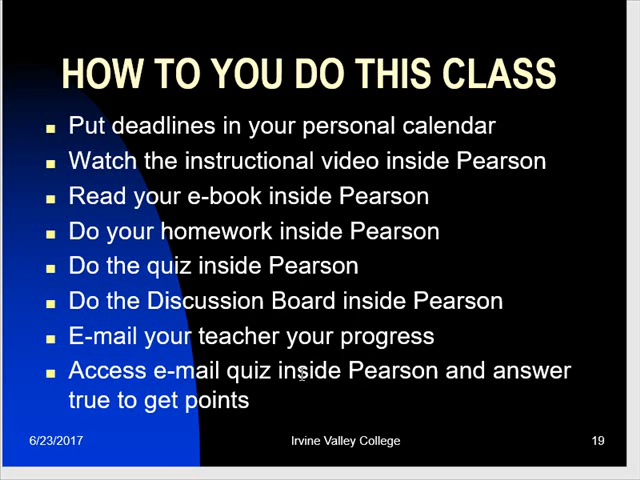 HOW TO YOU DO THIS CLASS
Put deadlines in your personal calendar
Watch the instructional video inside Pearson
Read your e-book inside Pearson
Do your homework inside Pearson
Do the quiz inside Pearson
Do the Discussion Board inside Pearson
E-mail your teacher your progress
Access e-mail quiz inside Pearson and answer
true to get points
6/23/2017 Irvine Valley College 19